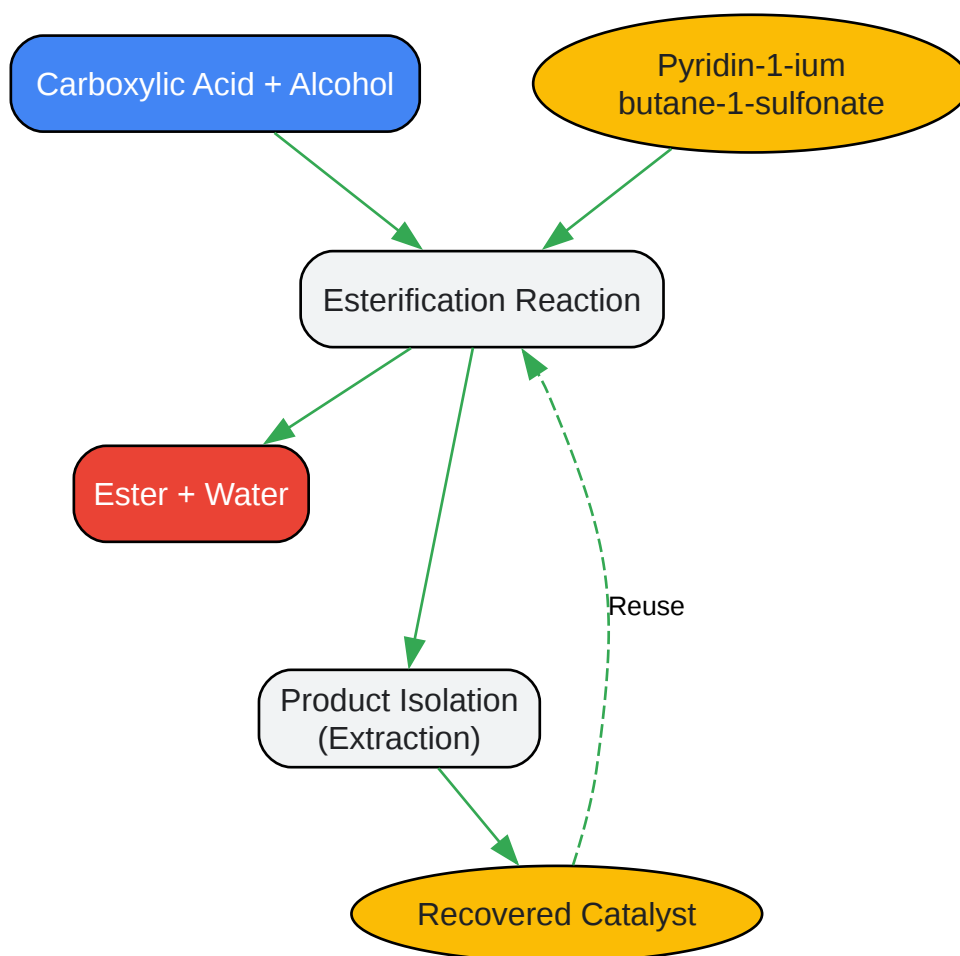 Carboxylic Acid + Alcohol
Pyridin-1-ium
butane-1-sulfonate
Esterification Reaction
Ester + Water
Reuse
Product Isolation
(Extraction)
Recovered Catalyst